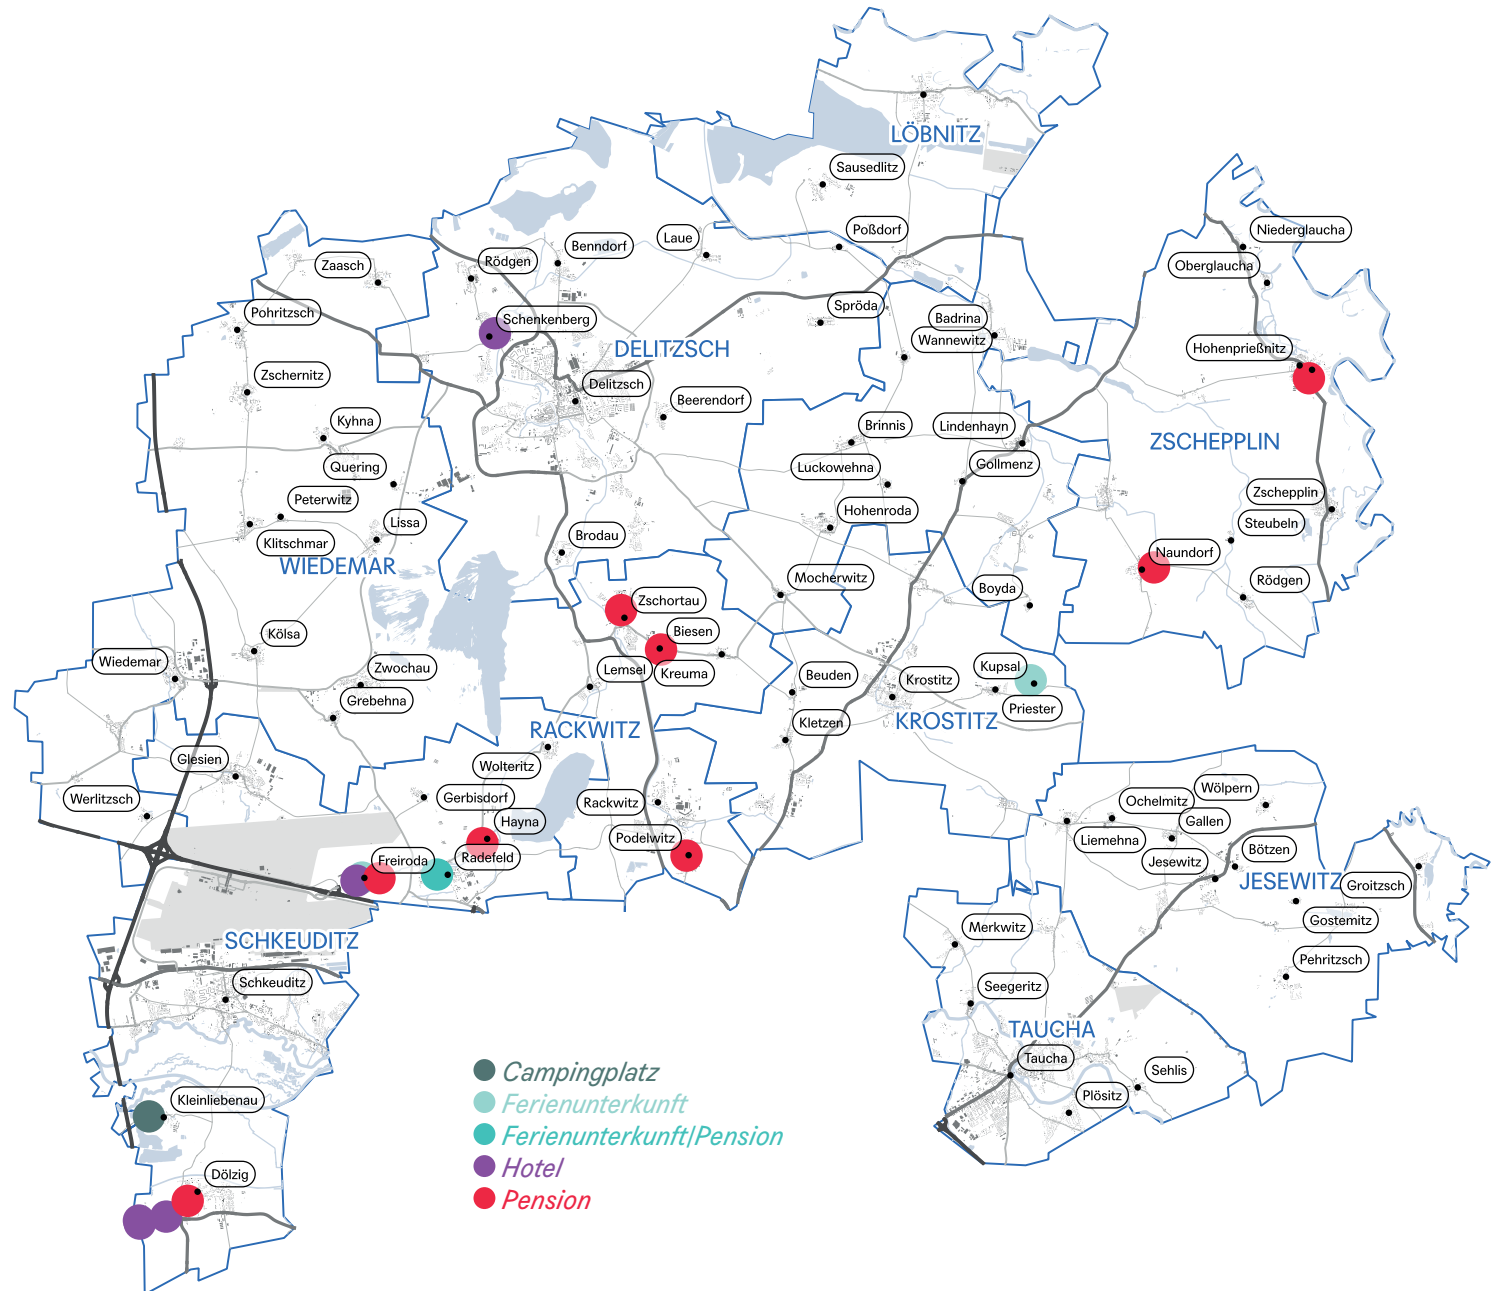 LÖBNITZ
Sausedlitz
Poßdorf
Laue
Benndorf
Rödgen
Zaasch
Niederglaucha
Oberglaucha
Pohritzsch
Schenkenberg
Spröda
Badrina
Wannewitz
DELITZSCH
Hohenprießnitz
Zschernitz
Delitzsch
Beerendorf
Kyhna
Brinnis
Lindenhayn
ZSCHEPPLIN
Quering
Luckowehna
Gollmenz
Peterwitz
Zschepplin
Lissa
Hohenroda
Steubeln
Klitschmar
Brodau
Naundorf
WIEDEMAR
Mocherwitz
Boyda
Rödgen
Zschortau
Kölsa
Biesen
Wiedemar
Zwochau
Lemsel
Kreuma
Beuden
Kupsal
Krostitz
Grebehna
Priester
RACKWITZ
Kletzen
KROSTITZ
Glesien
Wolteritz
Werlitzsch
Gerbisdorf
Rackwitz
Wölpern
Ochelmitz
Hayna
Gallen
Podelwitz
Liemehna
Freiroda
Radefeld
Jesewitz
Bötzen
JESEWITZ
Groitzsch
Gostemitz
SCHKEUDITZ
Merkwitz
Pehritzsch
Schkeuditz
Seegeritz
TAUCHA
Taucha
Sehlis
Plösitz
Kleinliebenau
Dölzig
Campingplatz
Ferienunterkunft
Ferienunterkunft|Pension
Hotel
Pension